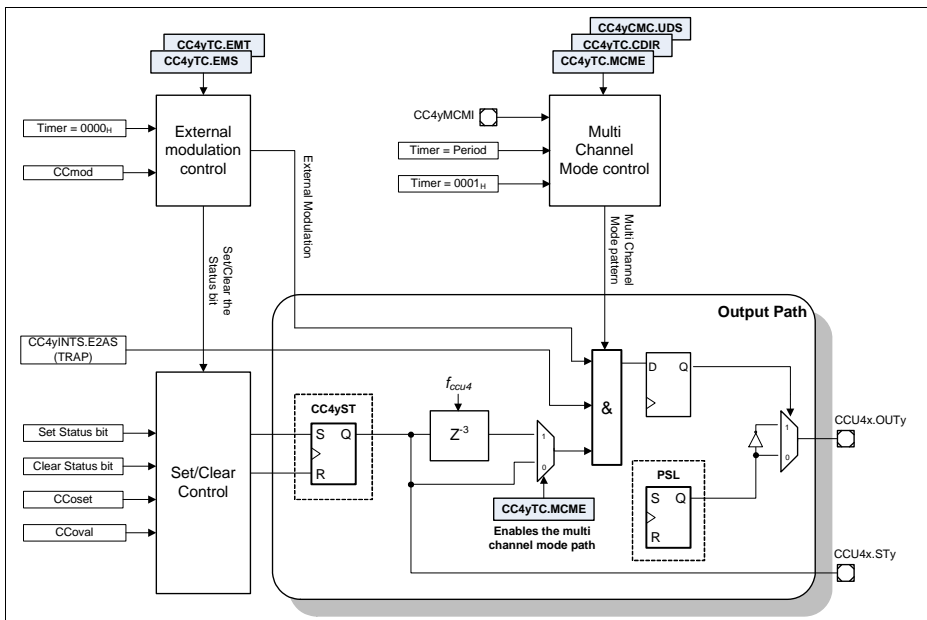 CC4yTC.EMT
CC4yTC.EMS
CC4yCMC.UDS
CC4yTC.CDIR
CC4yTC.MCME
Timer = 0000H
CCmod
External
modulation
control
CC4yMCMI
Timer = Period
Timer = 0001H
Multi
Channel
Mode control
External Modulation
Set/Clear the
Status bit
Multi Channel
Mode pattern
Output Path
CC4yINTS.E2AS
(TRAP)
Set Status bit
Clear Status bit
CCoset
CCoval
Set/Clear
Control
CC4yST
S Q
R
fccu4
Z-3
1
0
CC4yTC.MCME
Enables the multi
channel mode path
&
D Q
PSL
S Q
R
1
0
CCU4x.OUTy
CCU4x.STy